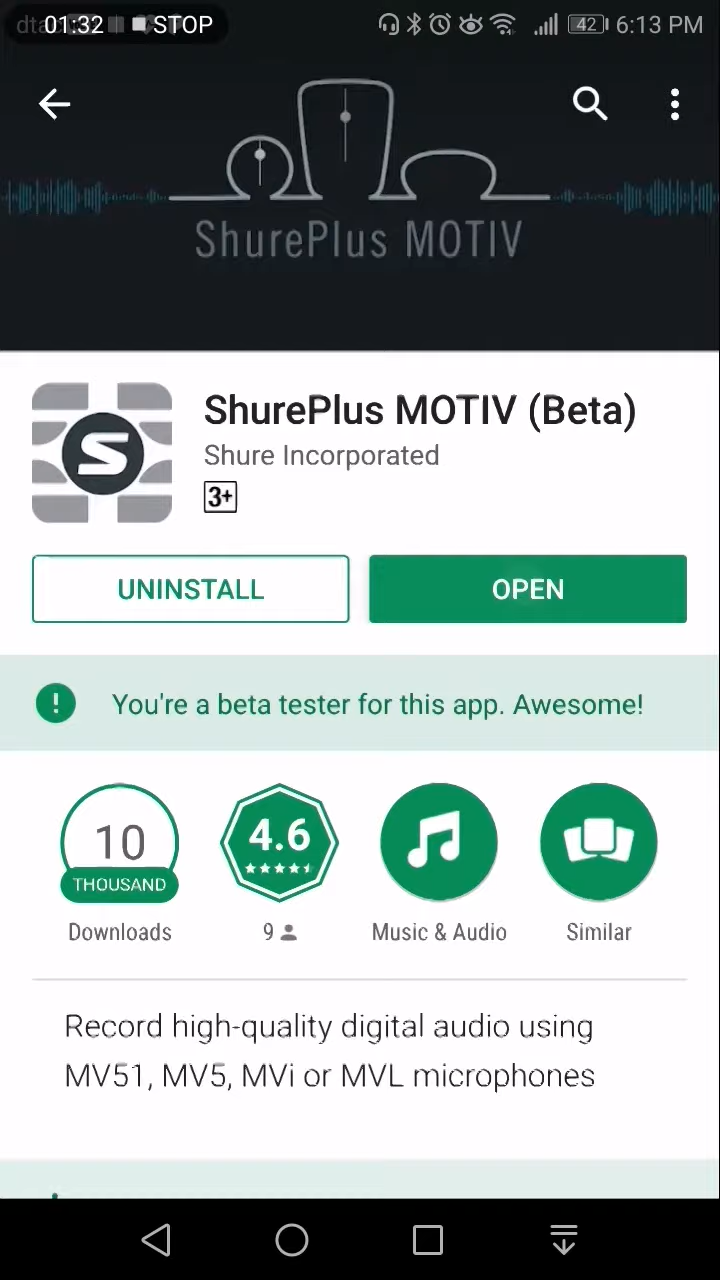 01:32 STOP 42 6:13 PM
ShurePlus MOTIV
ShurePlus MOTIV (Beta)
Shure Incorporated
3+
UNINSTALL
OPEN
You're a beta tester for this app. Awesome!
10
THOUSAND
4.6
Downloads
9
Music & Audio
Similar
Record high-quality digital audio using
MV51, MV5, MVi or MVL microphones